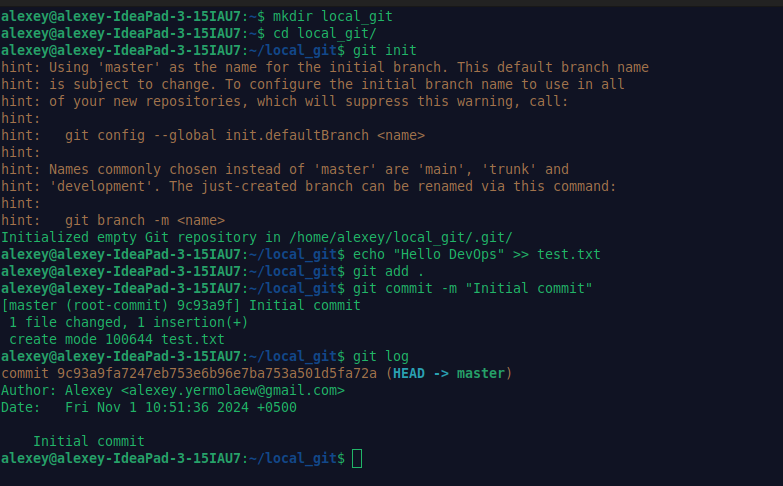 alexey@alexey-IdeaPad-3-15IAU7:~$ mkdir local_git
alexey@alexey-IdeaPad-3-15IAU7:~$ cd local_git/
alexey@alexey-IdeaPad-3-15IAU7:~/local_git$ git init
hint: Using 'master' as the name for the initial branch. This default branch name
hint: is subject to change. To configure the initial branch name to use in all
hint: of your new repositories, which will suppress this warning, call:
hint:
hint:   git config --global init.defaultBranch <name>
hint:
hint: Names commonly chosen instead of 'master' are 'main', 'trunk' and
hint: 'development'. The just-created branch can be renamed via this command:
hint:
hint:   git branch -m <name>
Initialized empty Git repository in /home/alexey/local_git/.git/
alexey@alexey-IdeaPad-3-15IAU7:~/local_git$ echo "Hello DevOps" >> test.txt
alexey@alexey-IdeaPad-3-15IAU7:~/local_git$ git add .
alexey@alexey-IdeaPad-3-15IAU7:~/local_git$ git commit -m "Initial commit"
[master (root-commit) 9c93a9f] Initial commit
 1 file changed, 1 insertion(+)
 create mode 100644 test.txt
alexey@alexey-IdeaPad-3-15IAU7:~/local_git$ git log
commit 9c93a9fa7247eb753e6b96e7ba753a501d5fa72a (HEAD -> master)
Author: Alexey <alexey.yermolaew@gmail.com>
Date:   Fri Nov 1 10:51:36 2024 +0500

    Initial commit
alexey@alexey-IdeaPad-3-15IAU7:~/local_git$